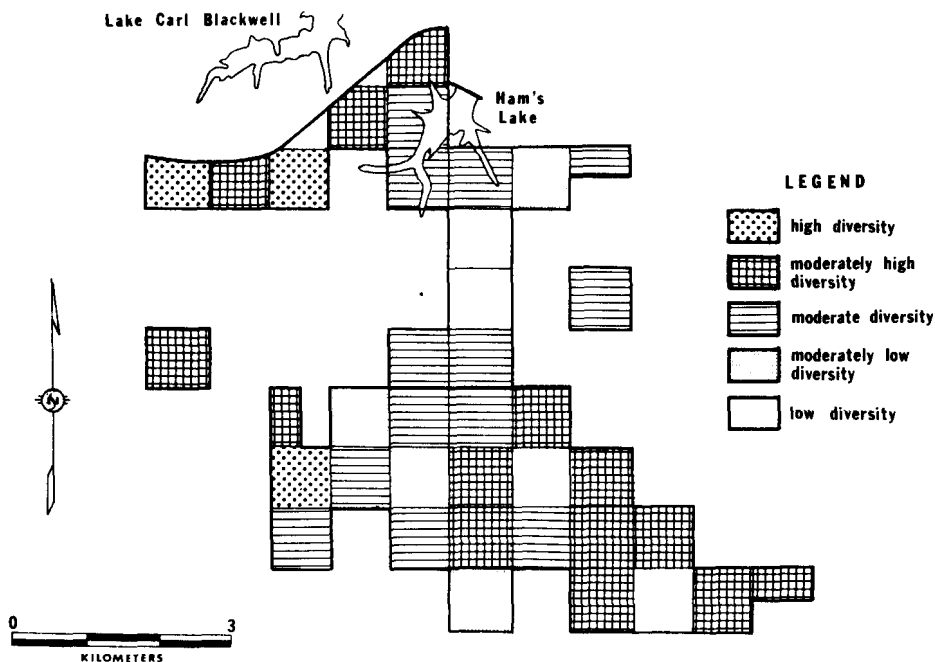 Lake Carl Blackwell
Ham's
Lake
LEGEND
high diversity
moderately high
diversity
moderate diversity
moderately low
diversity
low diversity
N
0 3
KILOMETERS